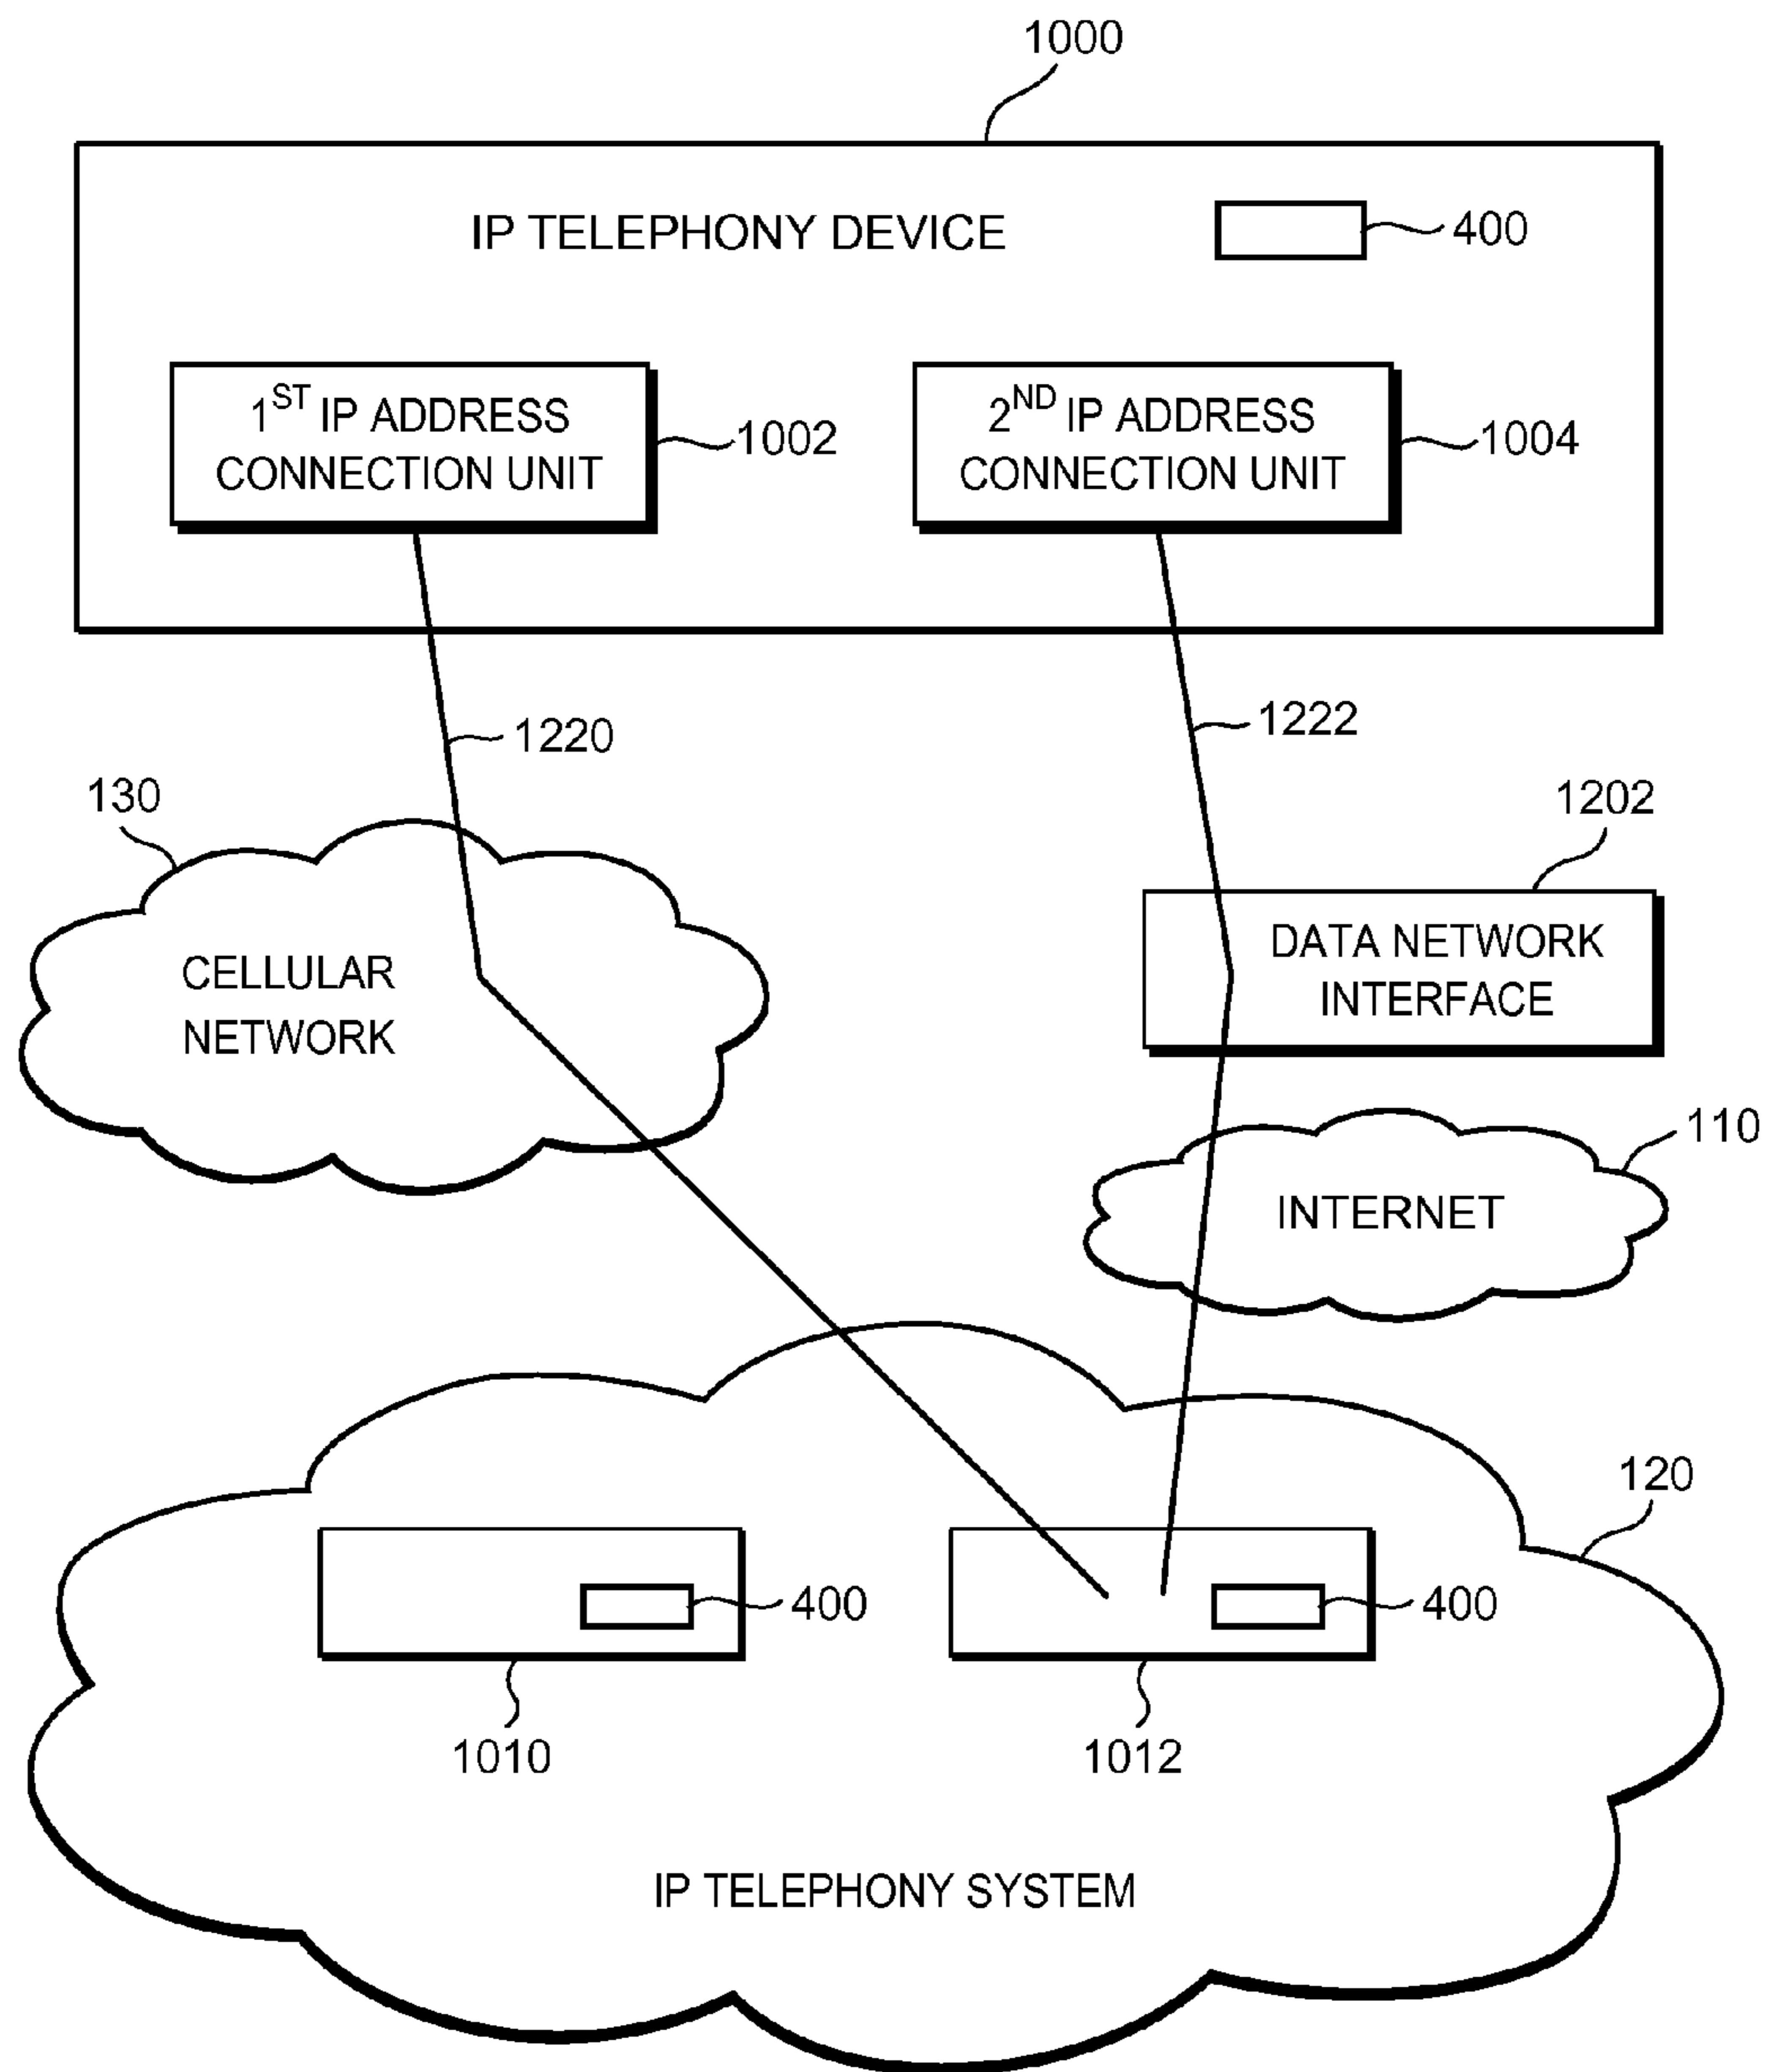 1000
IP TELEPHONY DEVICE
400
1ST IP ADDRESS
CONNECTION UNIT
1002
2ND IP ADDRESS
CONNECTION UNIT
1004
1220
1222
130
1202
CELLULAR
NETWORK
DATA NETWORK
INTERFACE
110
INTERNET
120
400
400
1010
1012
IP TELEPHONY SYSTEM